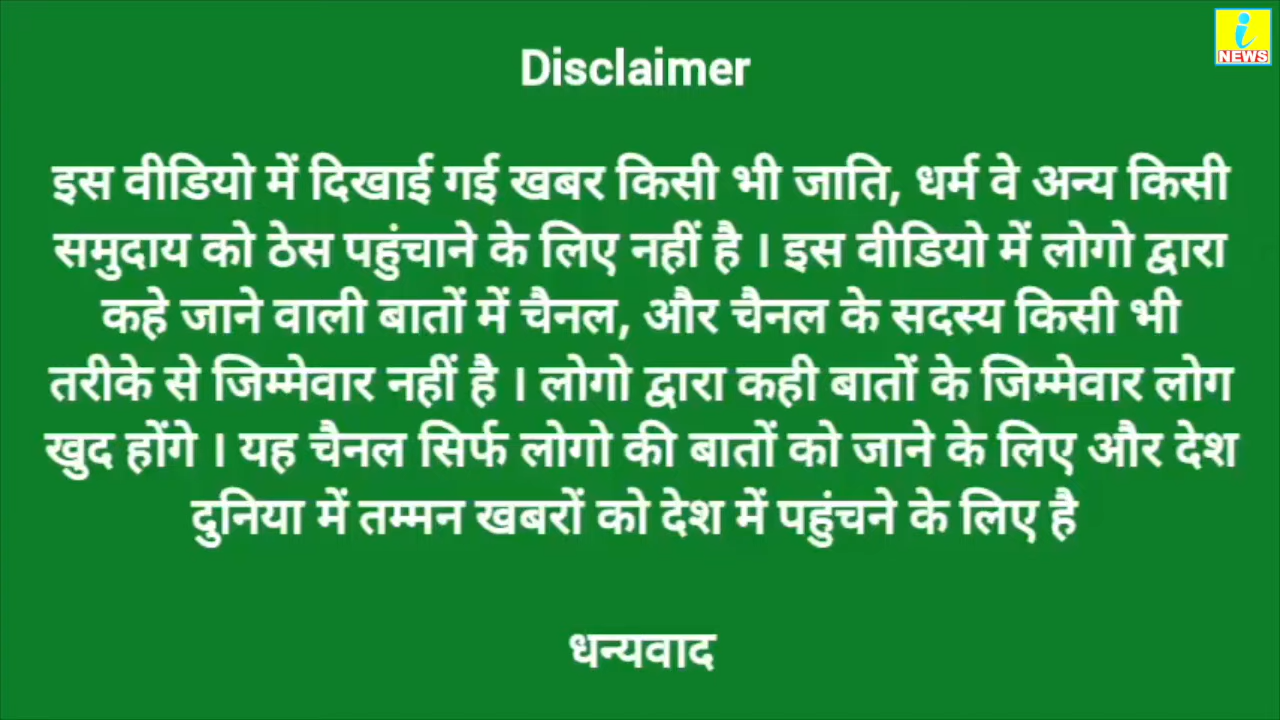 i
NEWS
Disclaimer
इस वीडियो में दिखाई गई खबर किसी भी जाति, धर्म वे अन्य किसी
समुदाय को ठेस पहुंचाने के लिए नहीं है । इस वीडियो में लोगो द्वारा
कहे जाने वाली बातों में चैनल, और चैनल के सदस्य किसी भी
तरीके से जिम्मेवार नहीं है । लोगो द्वारा कही बातों के जिम्मेवार लोग
खुद होंगे । यह चैनल सिर्फ लोगो की बातों को जाने के लिए और देश
दुनिया में तम्मन खबरों को देश में पहुंचने के लिए है
धन्यवाद